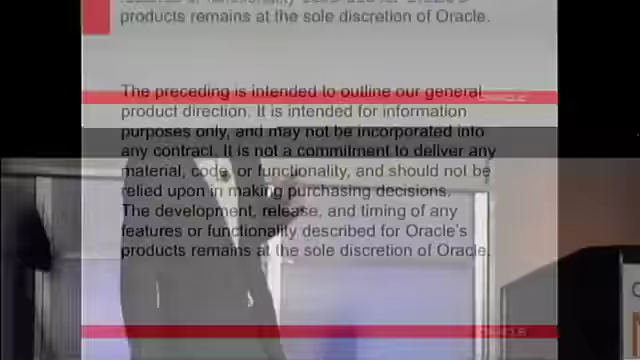 products remains at the sole discretion of Oracle.
The preceding is intended to outline our general
ORACLE
product direction. It is intended for information
purposes only, and may not be incorporated into
any contract. It is not a commitment to deliver any
material, code, or functionality, and should not be
relied upon in making purchasing decisions.
The development, release, and timing of any
features or functionality described for Oracle's
products remains at the sole discretion of Oracle.
ORACLE